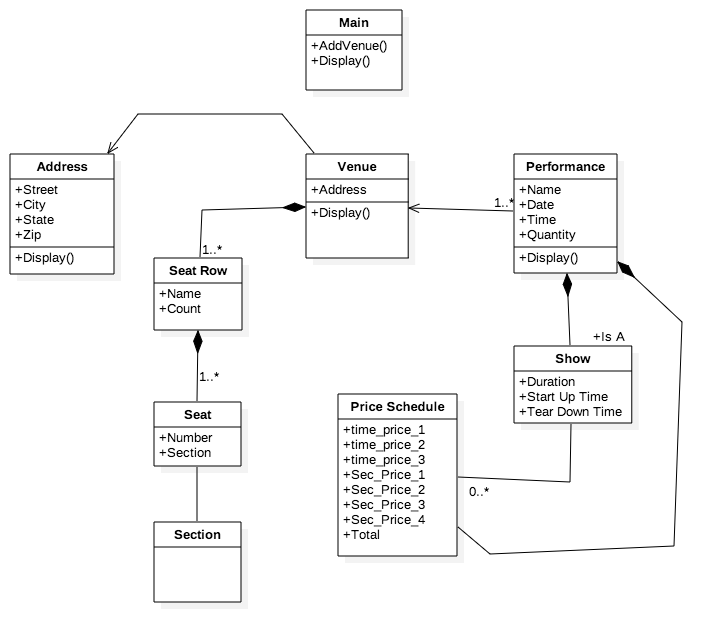 Main
+AddVenue()
+Display()
Address
+Street
+City
+State
+Zip
+Display()
Venue
+Address
+Display()
Performance
+Name
+Date
+Time
+Quantity
+Display()
1..*
1..*
Seat Row
+Name
+Count
1..*
Seat
+Number
+Section
Section
+Is A
Show
+Duration
+Start Up Time
+Tear Down Time
Price Schedule
+time_price_1
+time_price_2
+time_price_3
+Sec_Price_1
+Sec_Price_2
+Sec_Price_3
+Sec_Price_4
+Total
0..*